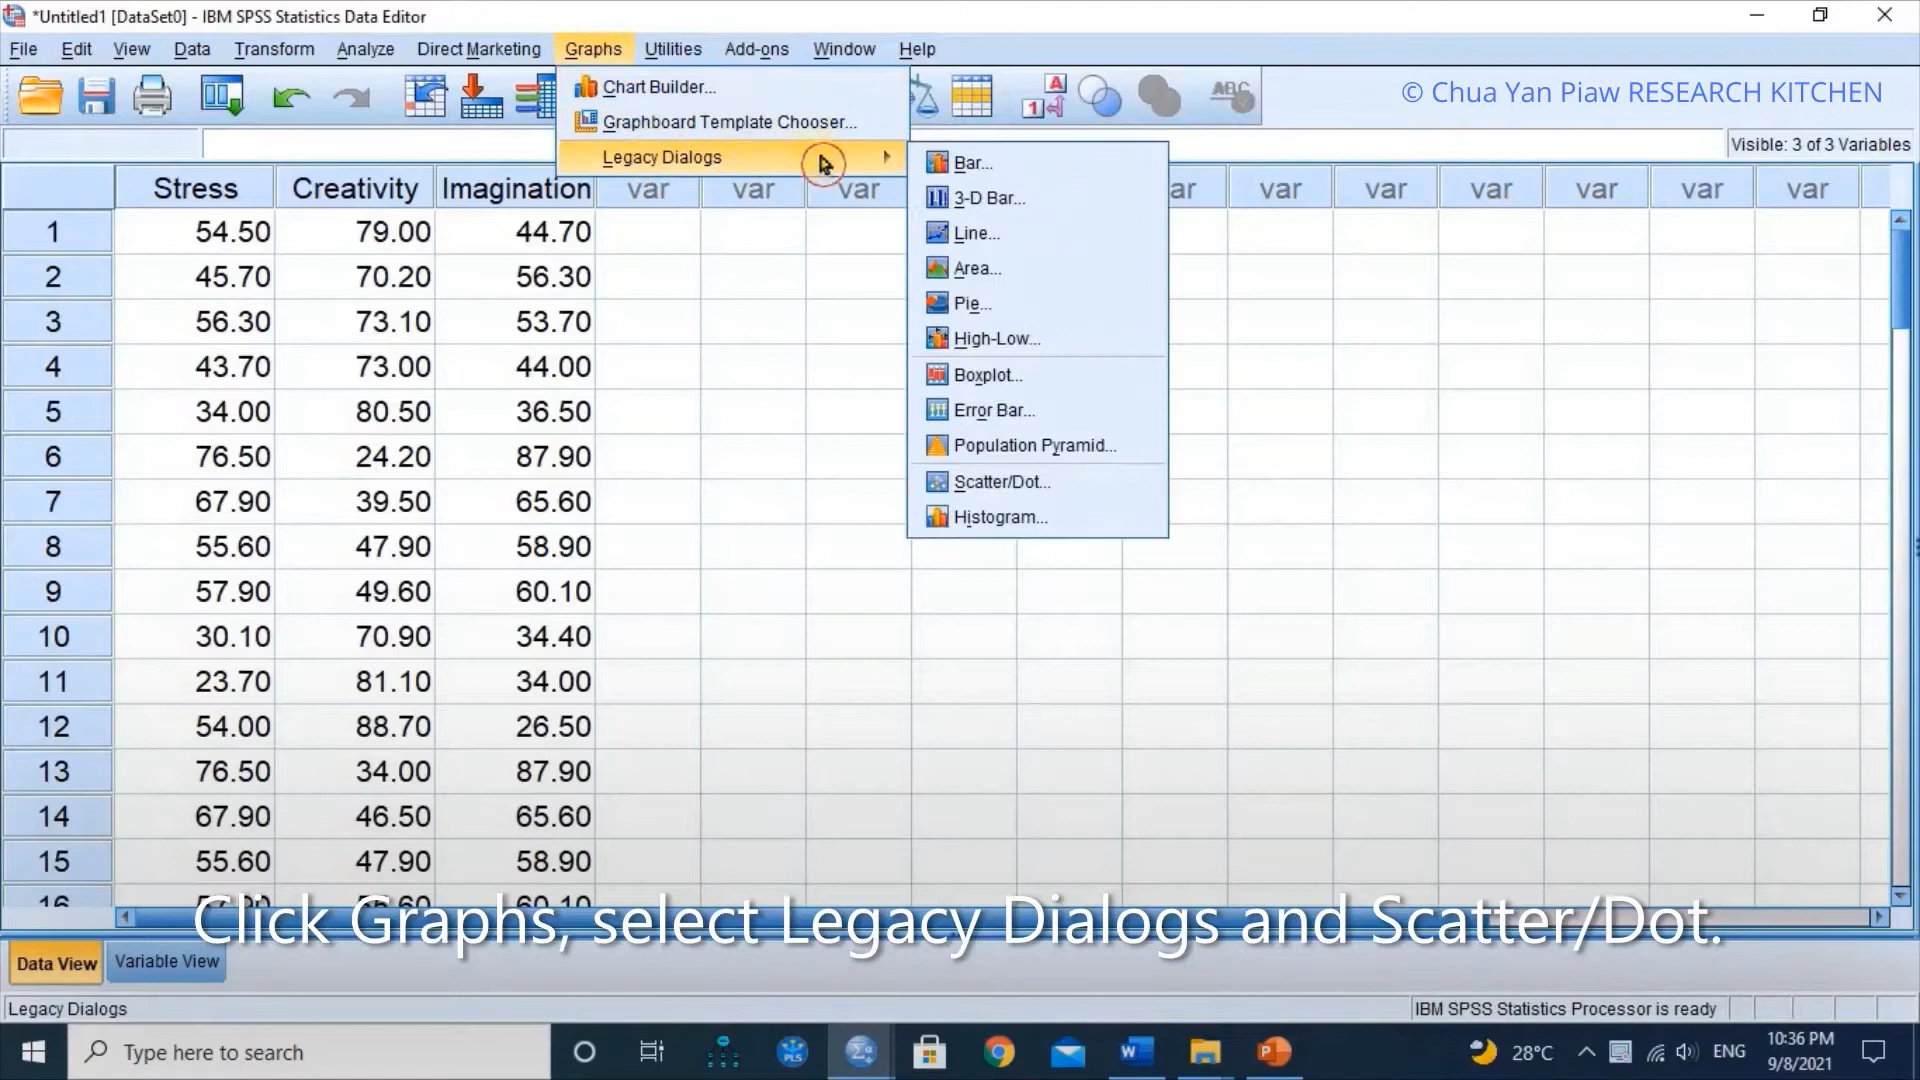 *Untitled1 [DataSet0] - IBM SPSS Statistics Data Editor
File Edit View Data Transform Analyze Direct Marketing Graphs Utilities Add-ons Window Help
Chart Builder...
Graphboard Template Chooser...
Legacy Dialogs
© Chua Yan Piaw RESEARCH KITCHEN
Visible: 3 of 3 Variables
Bar...
3-D Bar...
Line...
Area...
Pie...
High-Low...
Boxplot...
Error Bar...
Population Pyramid...
Scatter/Dot...
Histogram...
Stress Creativity Imagination var var var var var var var var var
1 54.50 79.00 44.70
2 45.70 70.20 56.30
3 56.30 73.10 53.70
4 43.70 73.00 44.00
5 34.00 80.50 36.50
6 76.50 24.20 87.90
7 67.90 39.50 65.60
8 55.60 47.90 58.90
9 57.90 49.60 60.10
10 30.10 70.90 34.40
11 23.70 81.10 34.00
12 54.00 88.70 26.50
13 76.50 34.00 87.90
14 67.90 46.50 65.60
15 55.60 47.90 58.90
16
Click Graphs, select Legacy Dialogs and Scatter/Dot.
Data View Variable View
Legacy Dialogs
IBM SPSS Statistics Processor is ready
Type here to search
PLS
28°C
ENG
10:36 PM
9/8/2021